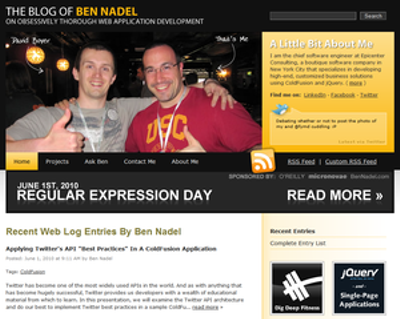 THE BLOG OF BEN NADEL
ON OBSESSIVELY THOROUGH WEB APPLICATION DEVELOPMENT
Search
David Boyer
That's Me
A Little Bit About Me
I am the chief software engineer at Epicenter
Consulting, a boutique software company in
New York City that specializes in developing
high-end, customized business solutions
using ColdFusion and jQuery. ( more )
Find me on: LinkedIn - Facebook - Twitter
Debating whether or not to post the photo of
my and @fymd cuddling :P
USC
Home
Projects
Ask Ben
Contact Me
About Me
RSS Feed | Custom RSS Feed
SPONSORED BY: O'REILLY micronovae BenNadel.com
JUNE 1ST, 2010
REGULAR EXPRESSION DAY
READ MORE »
Recent Web Log Entries By Ben Nadel
Applying Twitter's API "Best Practices" In A ColdFusion Application
Posted: June 1, 2010 at 9:11 AM by Ben Nadel
Tags: ColdFusion
Twitter has become one of the most widely used APIs in the world. And as with anything that
has become hugely successful, Twitter provides us developers with a wealth of educational
material from which to learn. In this presentation, we will examine the Twitter API architecture
and do our best to implement Twitter best practices in a sample ColdFu... read more »
Recent Entries
Complete Entry List
Dig Deep Fitness
jQuery
-and-
Single-Page
Applications